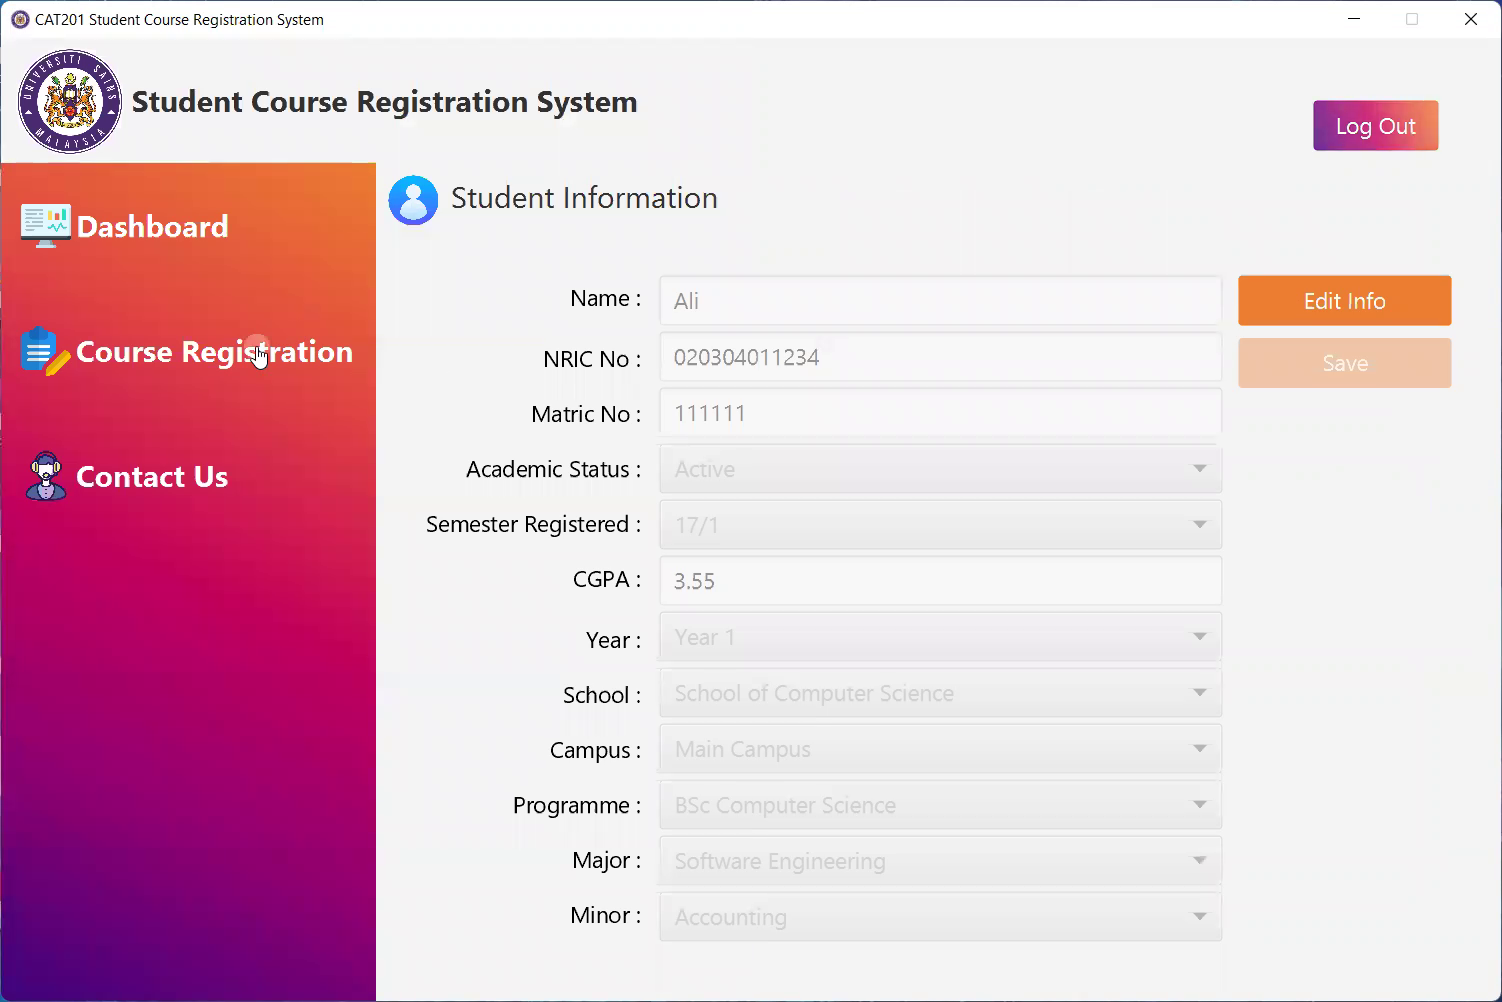 CAT201 Student Course Registration System
UNIVERSITI SAINS
MALAYSIA
Student Course Registration System
Log Out
Dashboard
Course Registration
Contact Us
Student Information
Name : Ali
Edit Info
NRIC No : 020304011234
Save
Matric No : 111111
Academic Status : Active
Semester Registered : 17/1
CGPA : 3.55
Year : Year 1
School : School of Computer Science
Campus : Main Campus
Programme : BSc Computer Science
Major : Software Engineering
Minor : Accounting